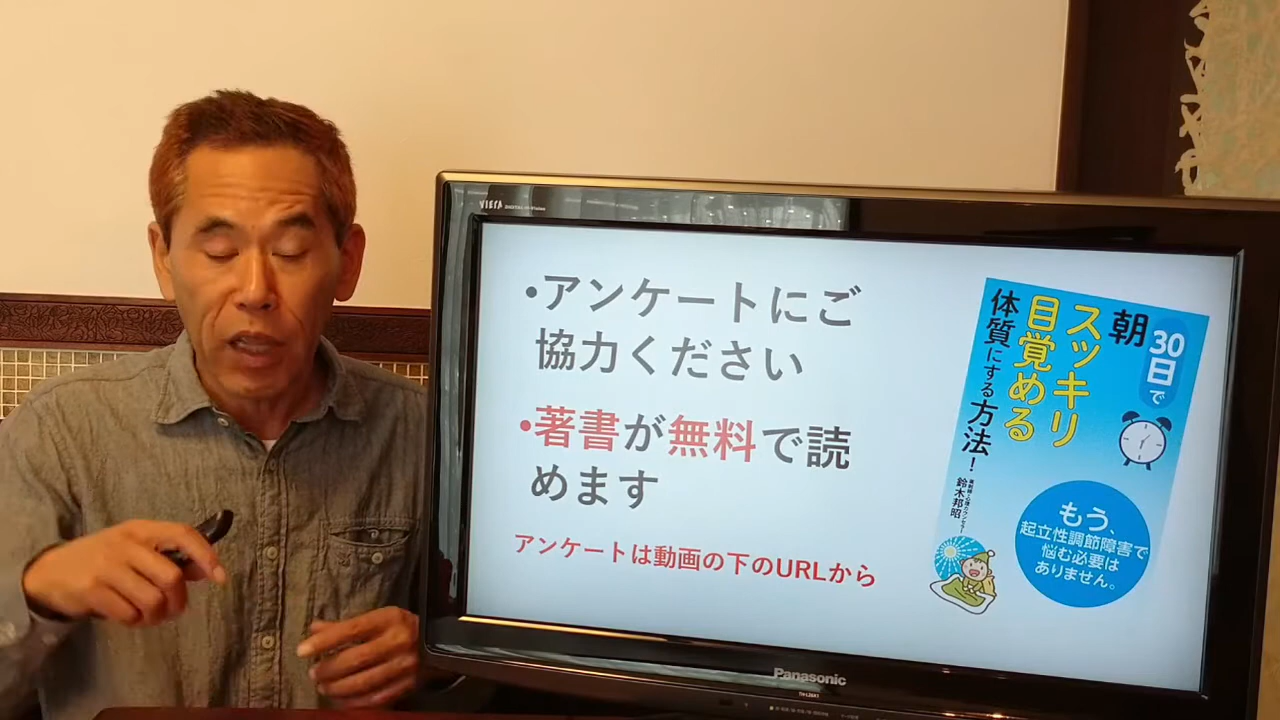 VIERA DIGITAL Hi-Vision
•アンケートにご
協力ください
•著書が無料で読
めます
アンケートは動画の下のURLから
30日で
朝
スッキリ
目覚める
体質にする方法!
鈴木邦昭
もう、
起立性調節障害で
悩む必要は
ありません。
Panasonic